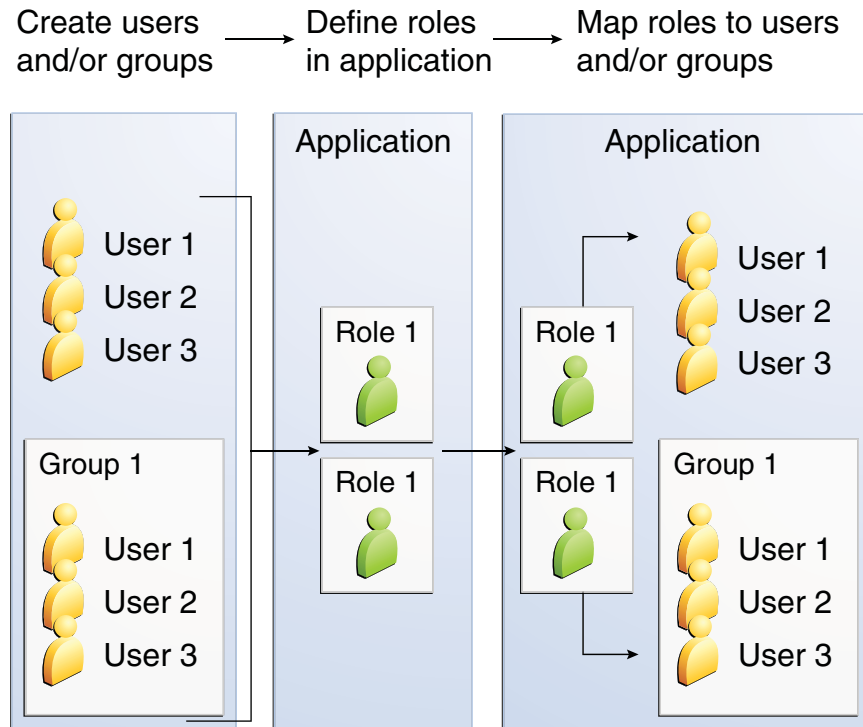 Create users
and/or groups
Define roles
in application
Map roles to users
and/or groups
User 1
User 2
User 3
Group 1
User 1
User 2
User 3
Application
Role 1
Role 1
Application
Role 1
Role 1
User 1
User 2
User 3
Group 1
User 1
User 2
User 3